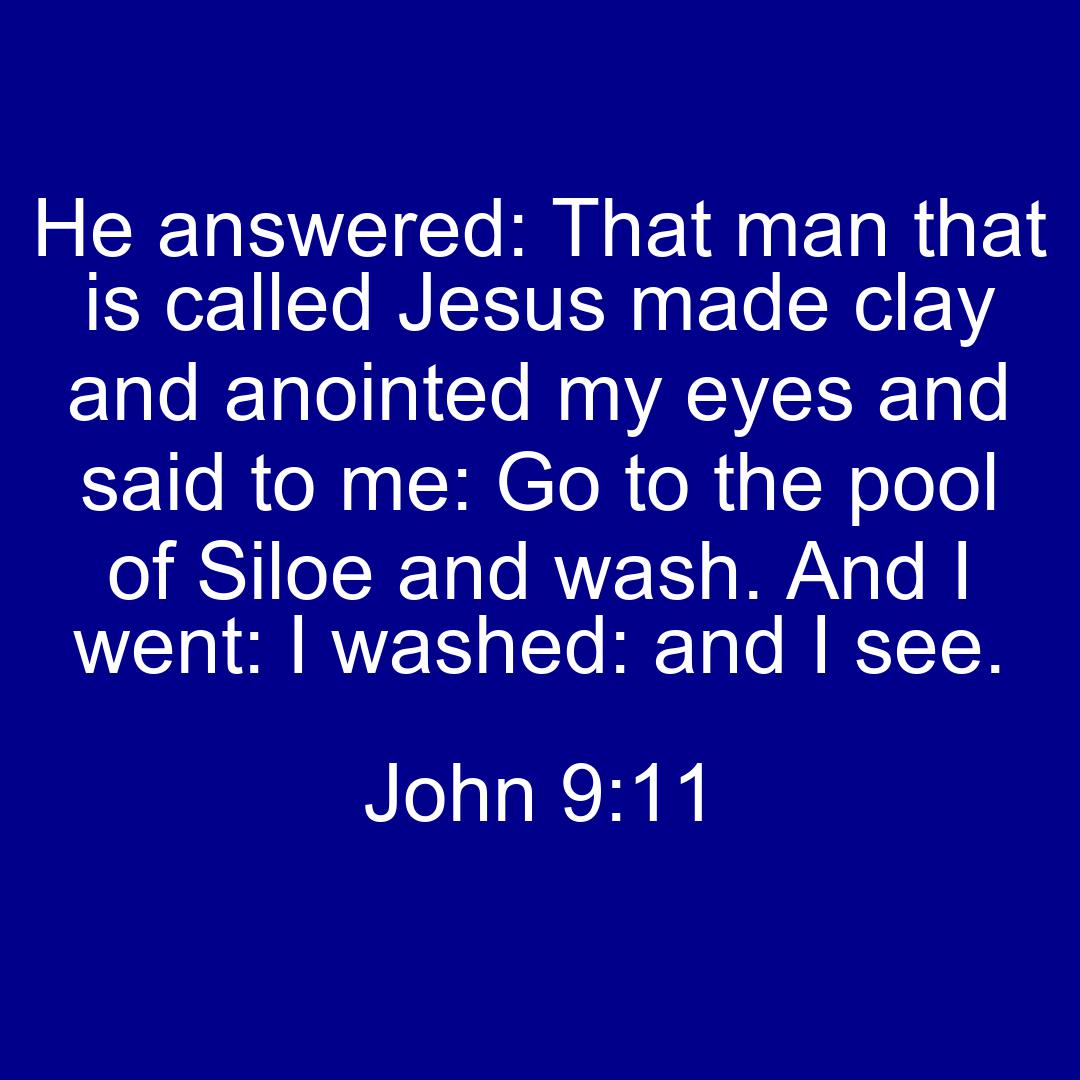 He answered: That man that
is called Jesus made clay
and anointed my eyes and
said to me: Go to the pool
of Siloe and wash. And I
went: I washed: and I see.
John 9:11